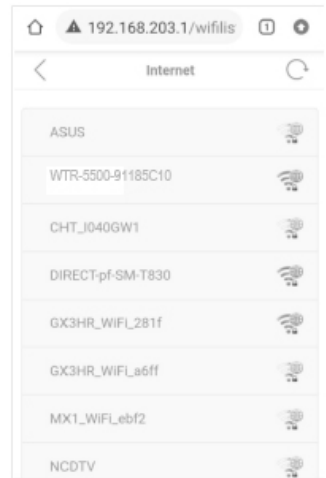 192.168.203.1/wifilis 1
Internet
ASUS
WTR-5500-91185C10
CHT_I040GW1
DIRECT-pf-SM-T830
GX3HR_WiFi_281f
GX3HR_WiFi_a6ff
MX1_WiFi_ebf2
NCDTV